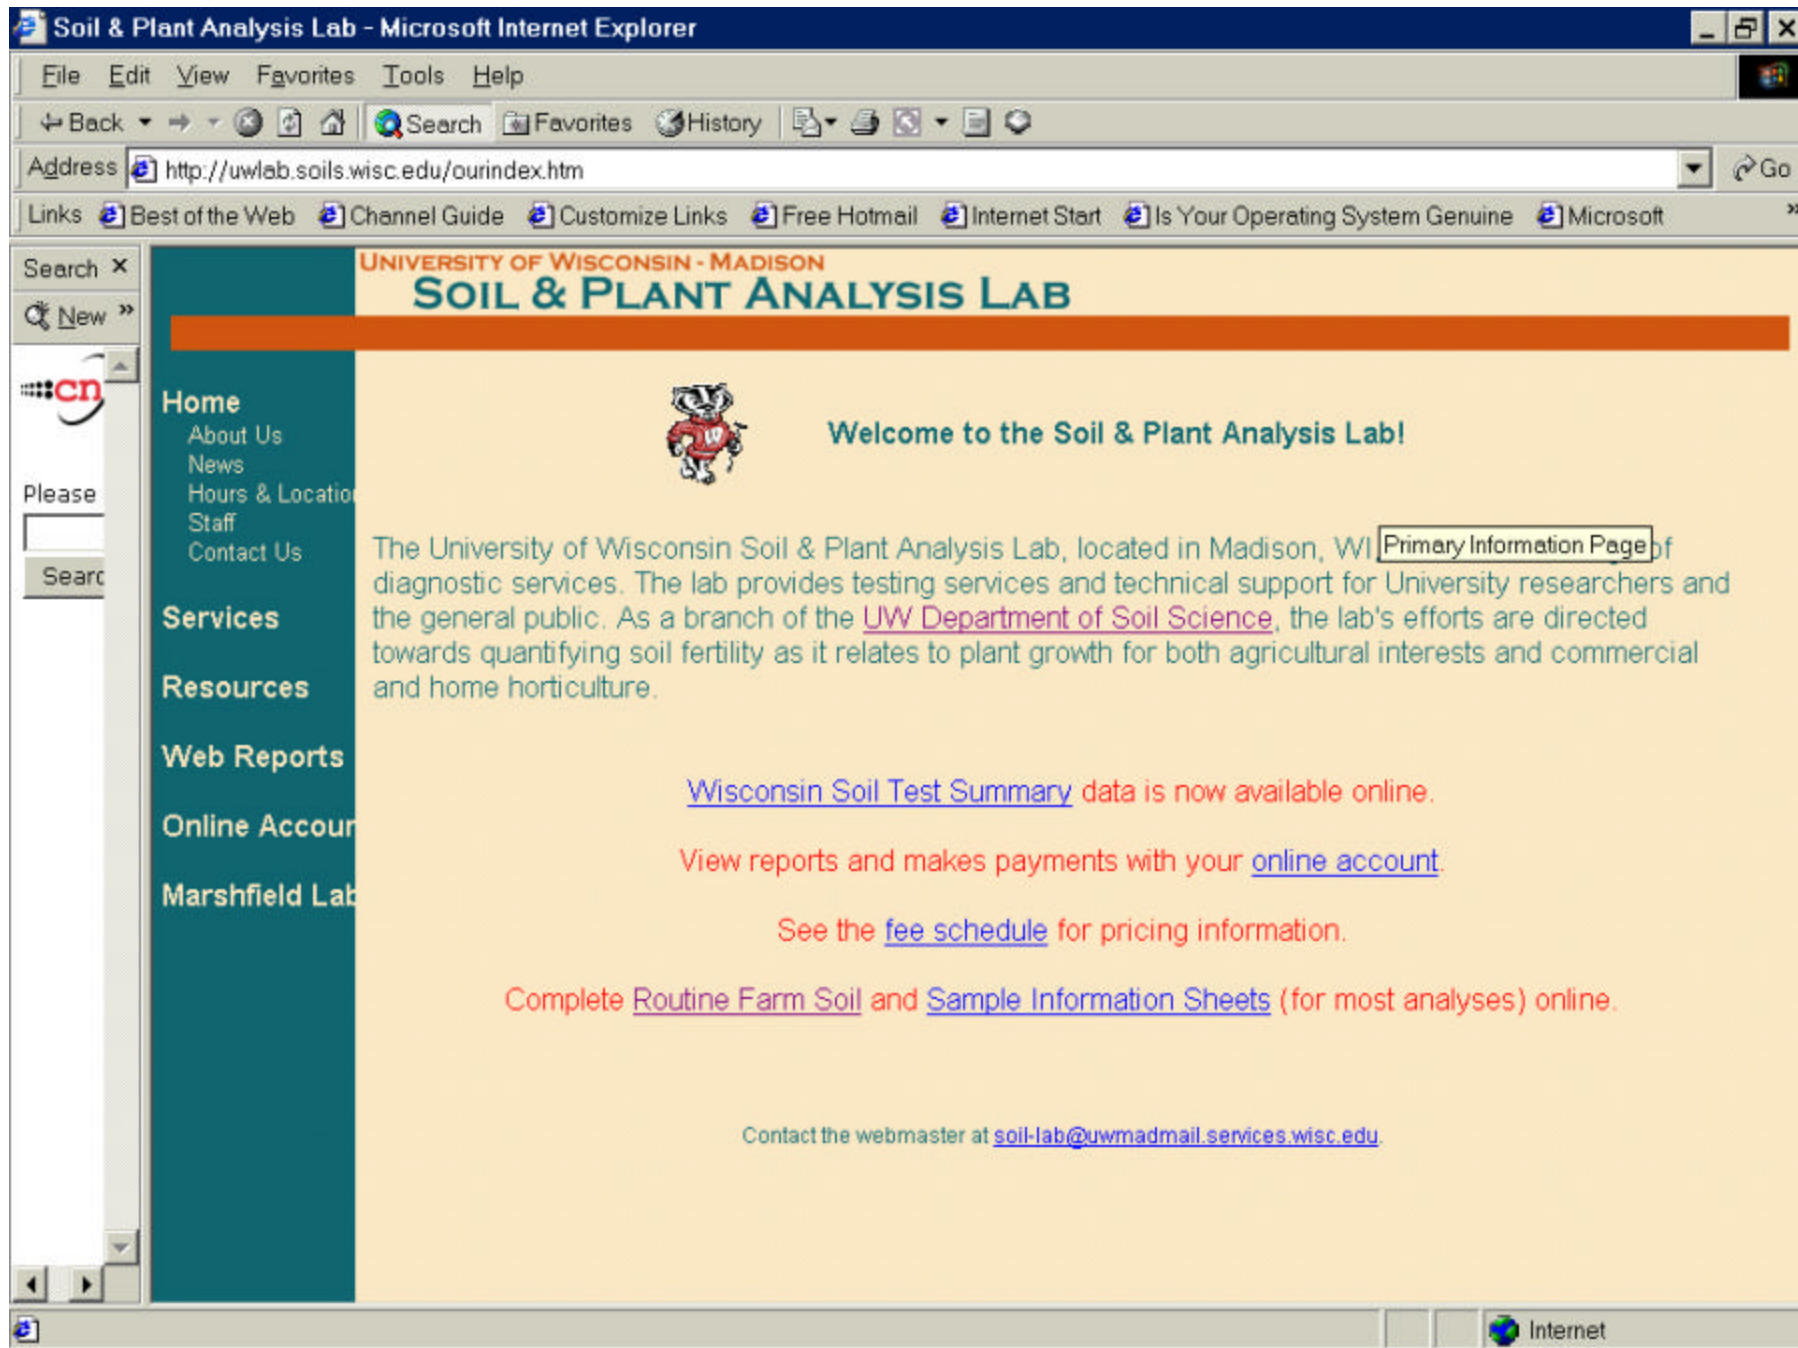 Soil & Plant Analysis Lab - Microsoft Internet Explorer
File Edit View Favorites Tools Help
Back Search Favorites History
Address http://uwlab.soils.wisc.edu/ourindex.htm Go
Links Best of the Web Channel Guide Customize Links Free Hotmail Internet Start Is Your Operating System Genuine Microsoft »
Search ×
New »
cn
Please
Searc
UNIVERSITY OF WISCONSIN - MADISON
SOIL & PLANT ANALYSIS LAB
Home
About Us
News
Hours & Location
Staff
Contact Us
Services
Resources
Web Reports
Online Accour
Marshfield Lab
W
Welcome to the Soil & Plant Analysis Lab!
The University of Wisconsin Soil & Plant Analysis Lab, located in Madison, WI, Primary Information Page of
diagnostic services. The lab provides testing services and technical support for University researchers and
the general public. As a branch of the UW Department of Soil Science, the lab's efforts are directed
towards quantifying soil fertility as it relates to plant growth for both agricultural interests and commercial
and home horticulture.
Wisconsin Soil Test Summary data is now available online.
View reports and makes payments with your online account.
See the fee schedule for pricing information.
Complete Routine Farm Soil and Sample Information Sheets (for most analyses) online.
Contact the webmaster at soil-lab@uwmadmail.services.wisc.edu.
Internet